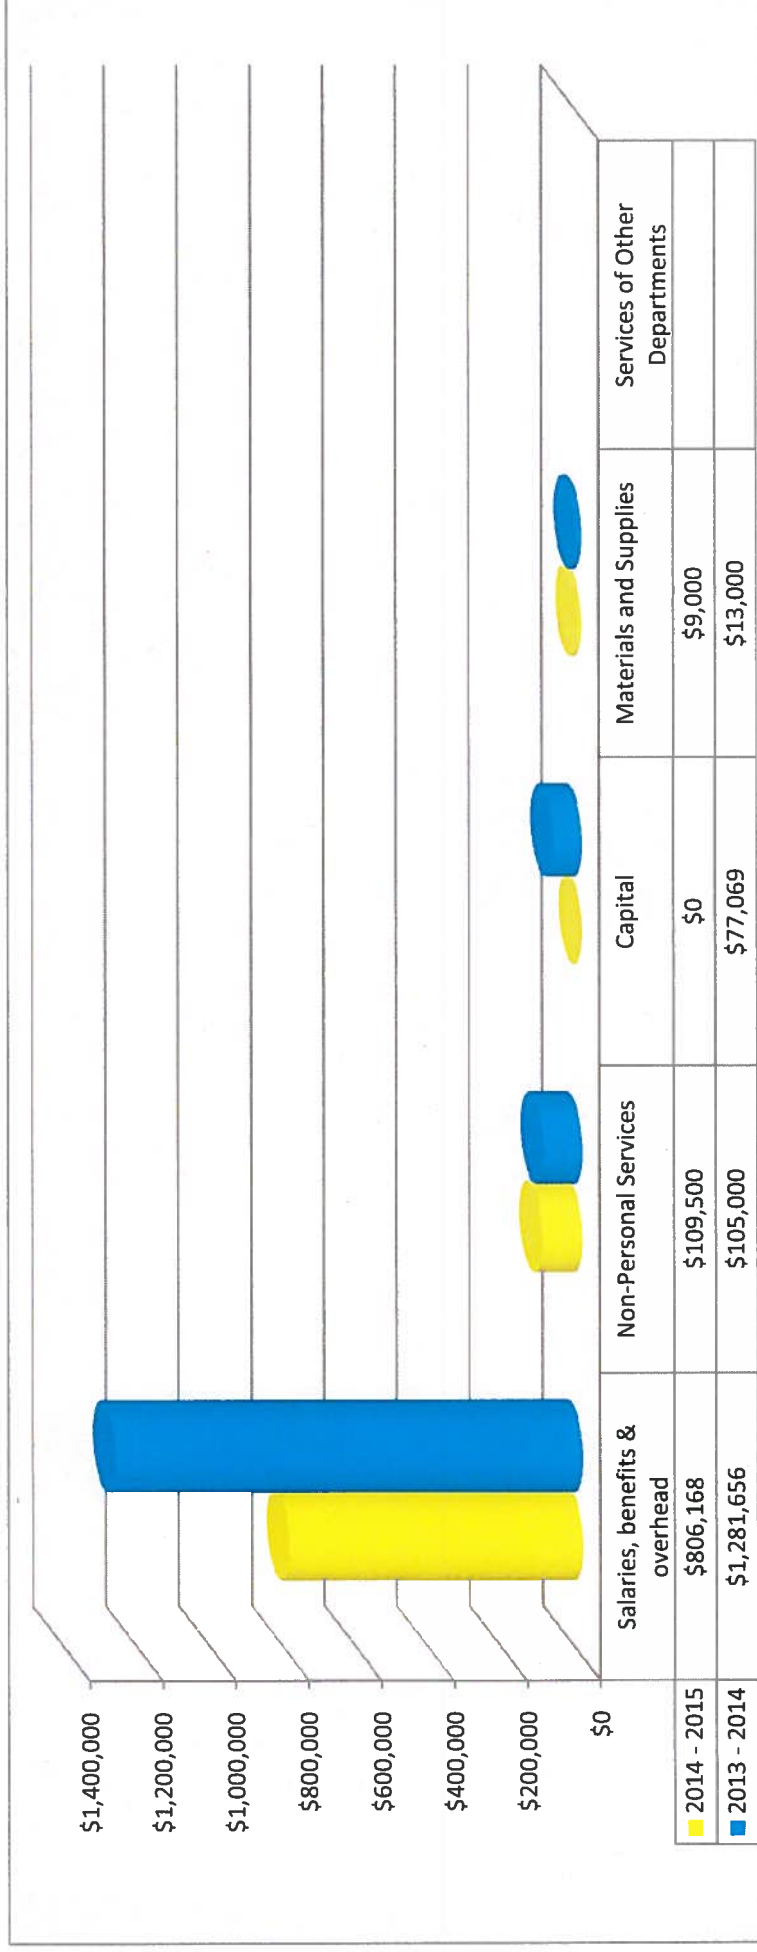 $1,400,000
$1,200,000
$1,000,000
$800,000
$600,000
$400,000
$200,000
$0
Salaries, benefits & overhead Non-Personal Services Capital Materials and Supplies Services of Other Departments
2014 - 2015 $806,168 $109,500 $0 $9,000
2013 - 2014 $1,281,656 $105,000 $77,069 $13,000